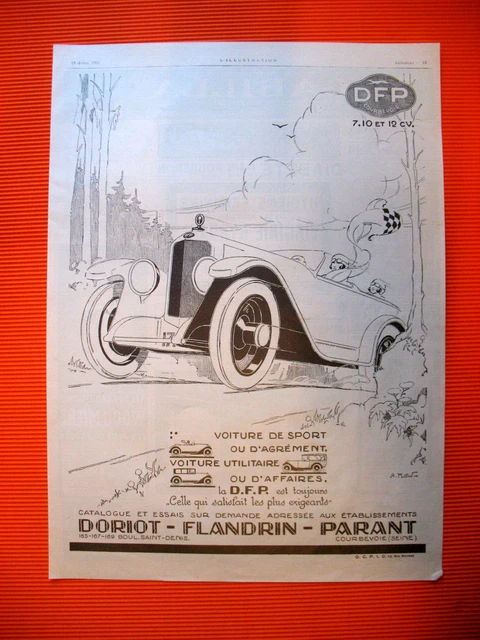 L'ILLUSTRATION
DFP
COURBEVOIE
7.10 ET 12 CV.
VOITURE DE SPORT
OU D'AGRÉMENT,
VOITURE UTILITAIRE
OU D'AFFAIRES,
la D.F.P. est toujours
"Celle qui satisfait les plus exigeants"
CATALOGUE ET ESSAIS SUR DEMANDE ADRESSÉE AUX ÉTABLISSEMENTS
DORIOT - FLANDRIN - PARANT
163-167-169 BOUL. SAINT-DENIS. COURBEVOIE (SEINE)